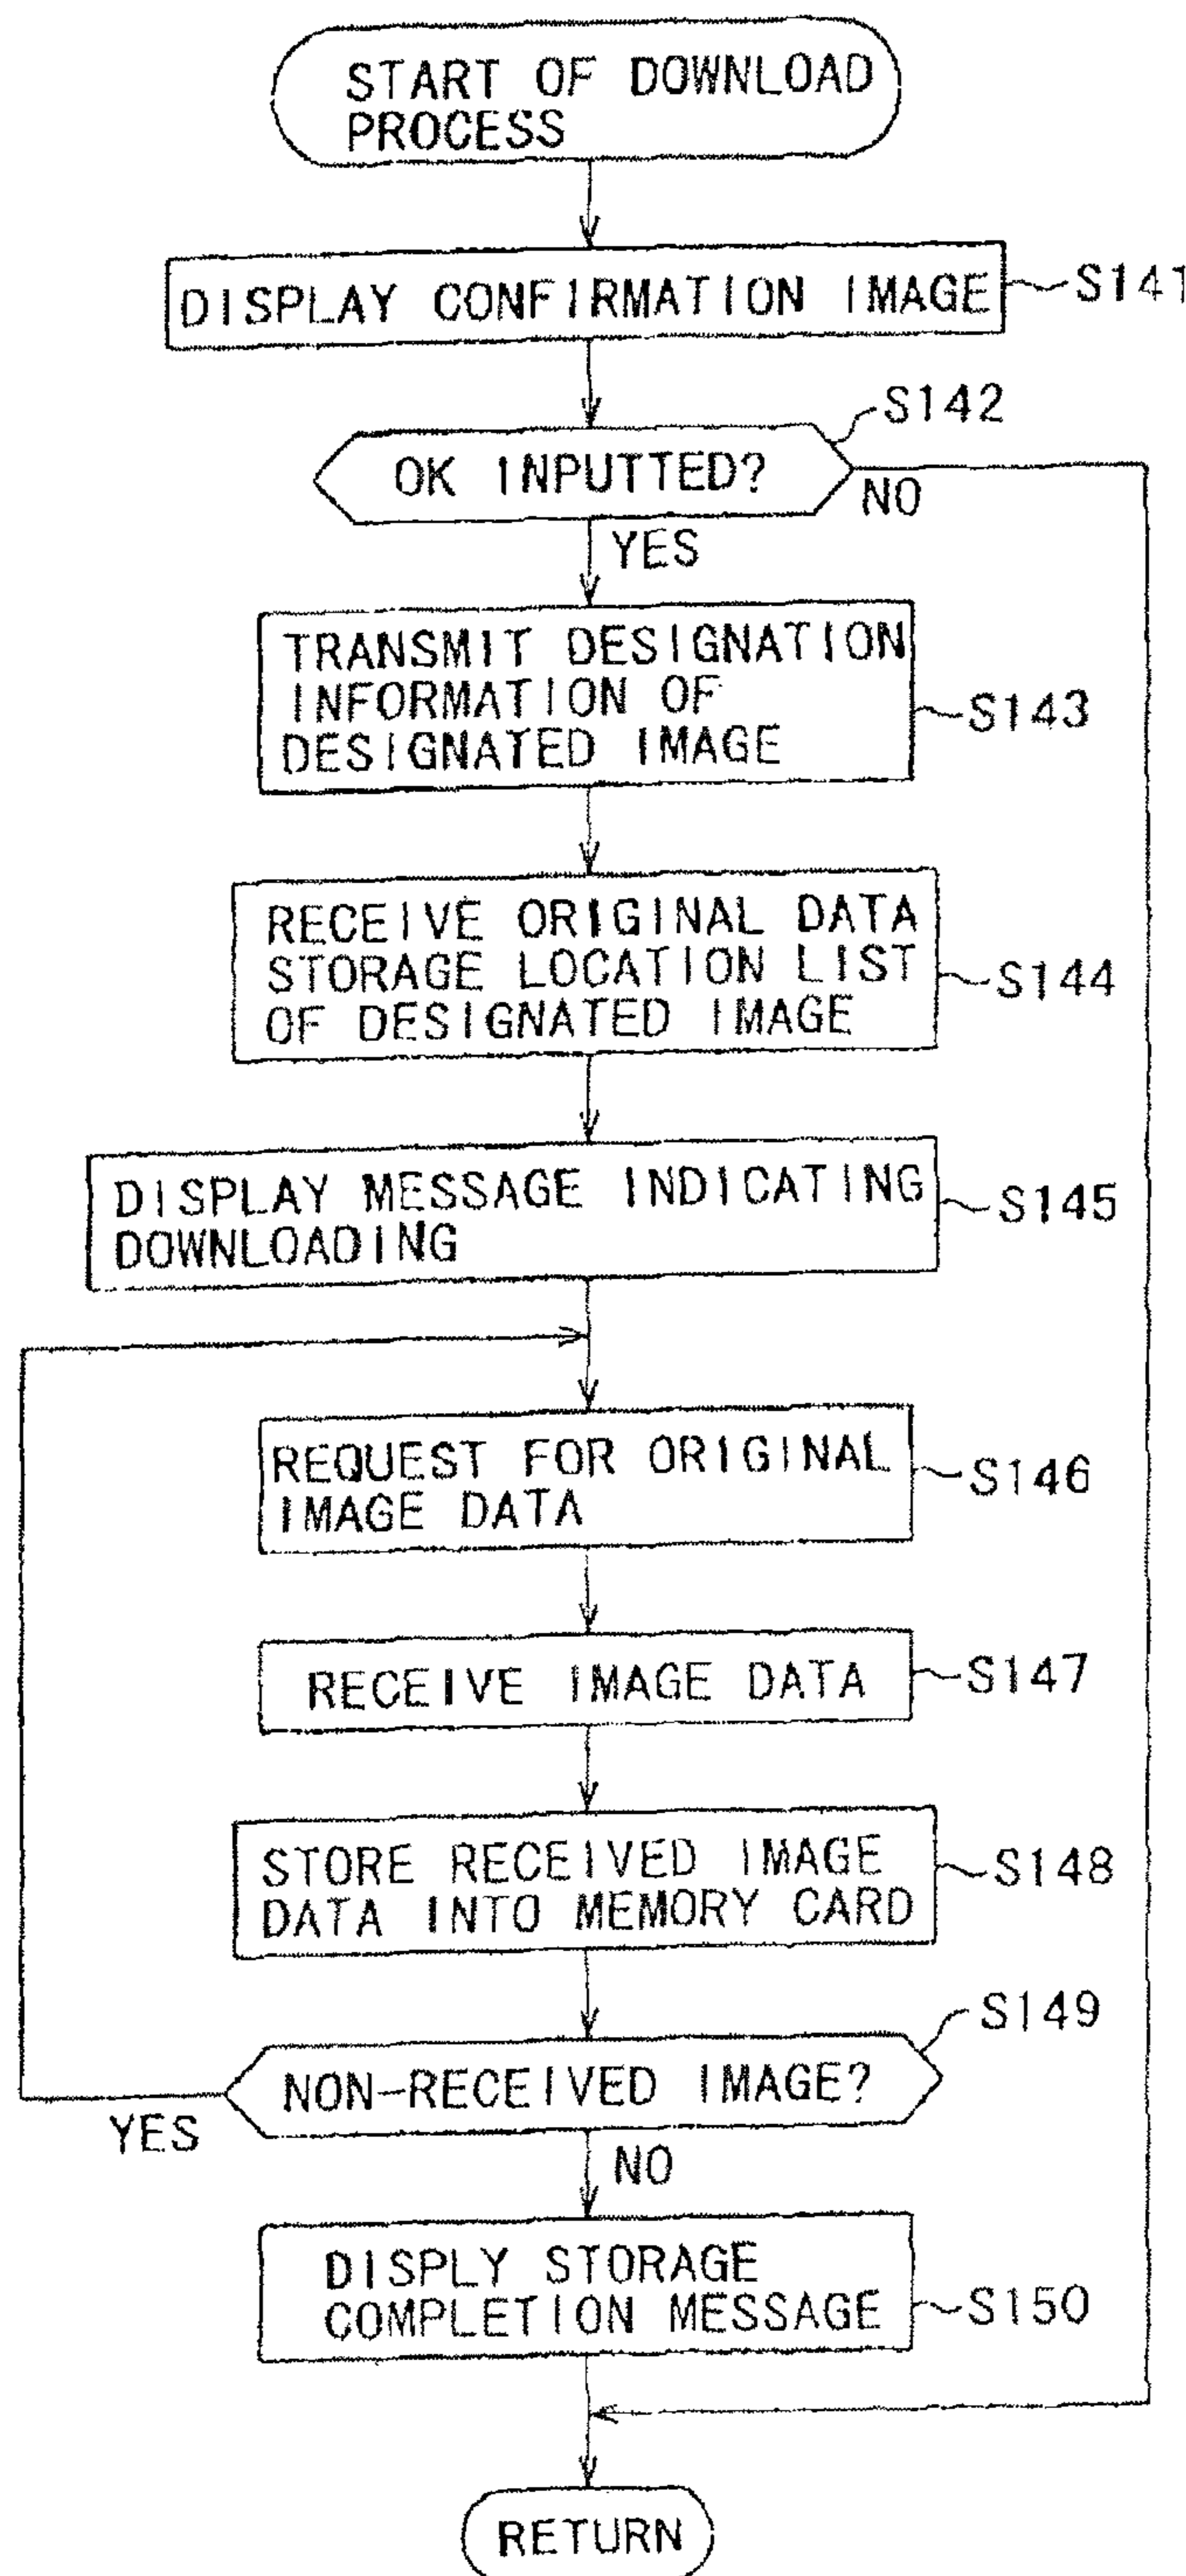 START OF DOWNLOAD
PROCESS
DISPLAY CONFIRMATION IMAGE
S141
S142
OK INPUTTED?
NO
YES
TRANSMIT DESIGNATION
INFORMATION OF
DESIGNATED IMAGE
S143
RECEIVE ORIGINAL DATA
STORAGE LOCATION LIST
OF DESIGNATED IMAGE
S144
DISPLAY MESSAGE INDICATING
DOWNLOADING
S145
REQUEST FOR ORIGINAL
IMAGE DATA
S146
RECEIVE IMAGE DATA
S147
STORE RECEIVED IMAGE
DATA INTO MEMORY CARD
S148
S149
NON-RECEIVED IMAGE?
YES
NO
DISPLY STORAGE
COMPLETION MESSAGE
S150
RETURN